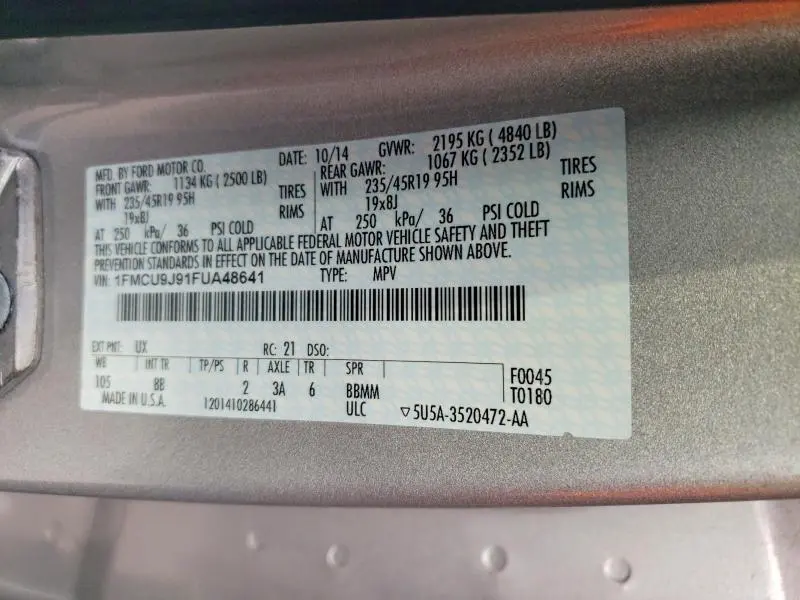 MFD. BY FORD MOTOR CO.
DATE: 10/14 GVWR: 2195 KG ( 4840 LB)
FRONT GAWR: 1134 KG ( 2500 LB)
REAR GAWR: 1067 KG ( 2352 LB)
WITH 235/45R19 95H TIRES
WITH 235/45R19 95H TIRES
19x8J RIMS
19x8J RIMS
AT 250 kPa/ 36 PSI COLD
AT 250 kPa/ 36 PSI COLD
THIS VEHICLE CONFORMS TO ALL APPLICABLE FEDERAL MOTOR VEHICLE SAFETY AND THEFT
PREVENTION STANDARDS IN EFFECT ON THE DATE OF MANUFACTURE SHOWN ABOVE.
VIN: 1FMCU9J91FUA48641 TYPE: MPV
EXT PNT: UX RC: 21 DSO:
WB INT TR TP/PS R AXLE TR SPR
105 8B 2 3A 6 BBMM
F0045
T0180
MADE IN U.S.A. 1201410286441 ULC ▽5U5A-3520472-AA